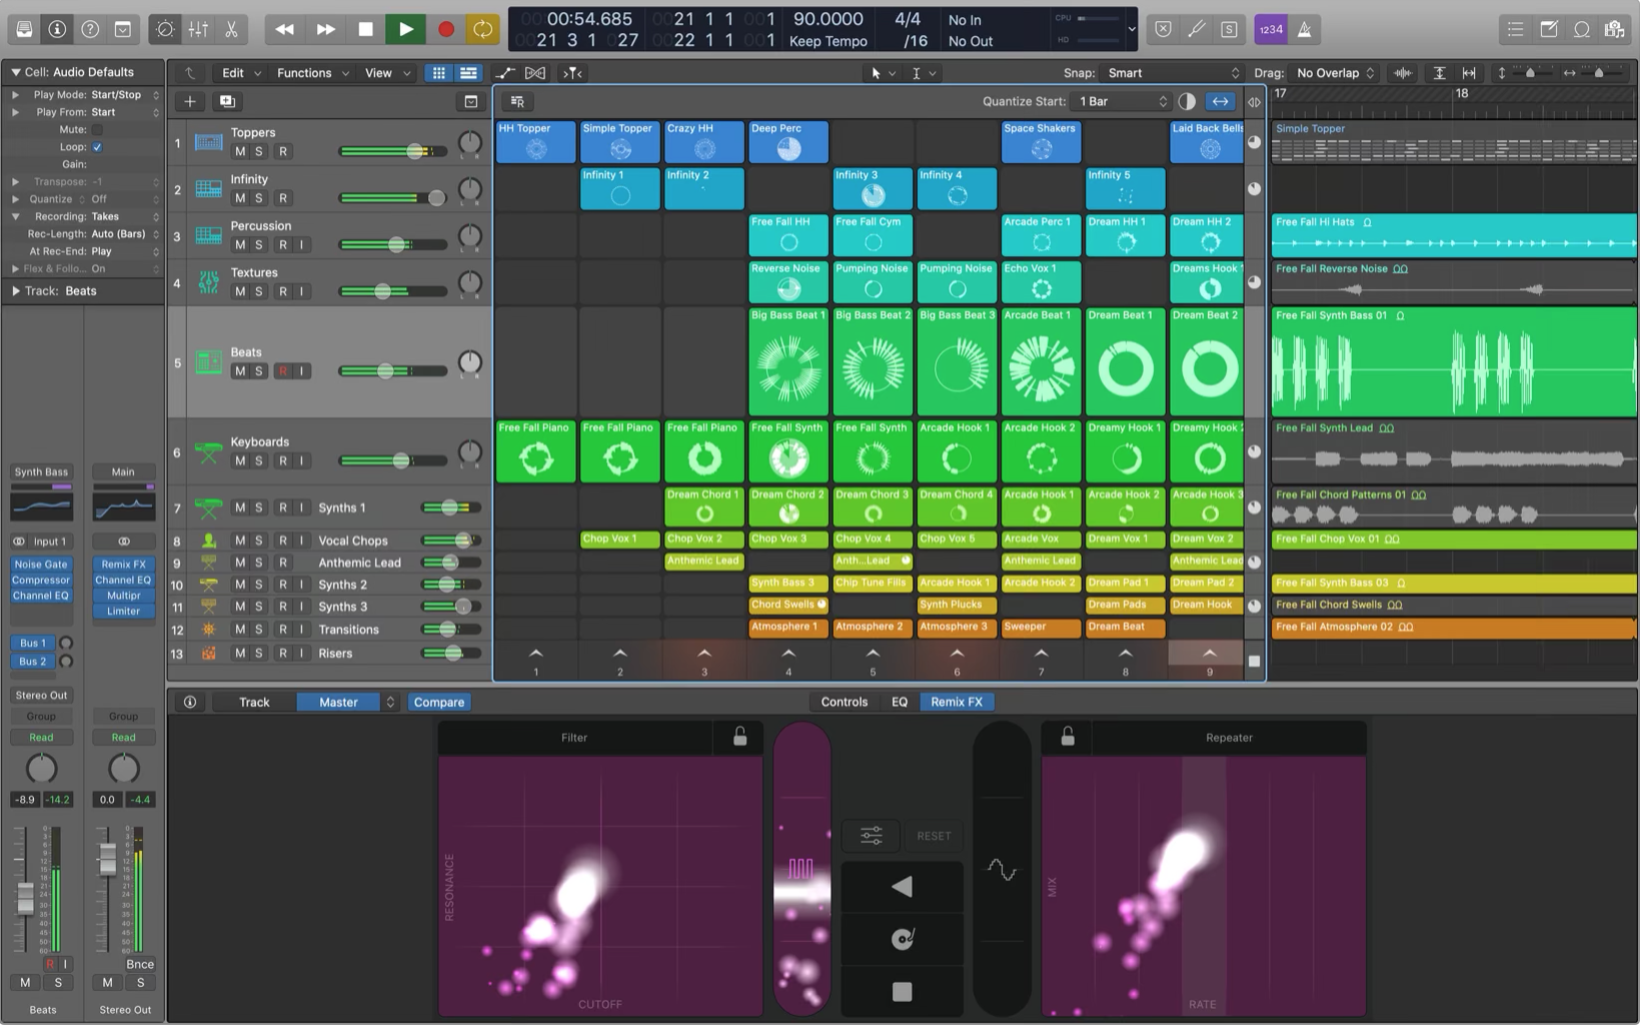 00:54.685 0021 1 1 001 90.0000 4/4 No In CPU
0021 3 1 027 0022 1 1 001 Keep Tempo /16 No Out HD
S 1234
Cell: Audio Defaults
Play Mode: Start/Stop
Play From: Start
Mute:
Loop:
Gain:
Transpose: -1
Quantize Off
Recording: Takes
Rec-Length: Auto (Bars)
At Rec-End: Play
Flex & Follo... On
Track: Beats
Edit Functions View Snap: Smart Drag: No Overlap
Quantize Start: 1 Bar
17 18
1 Toppers
M S R
HH Topper Simple Topper Crazy HH Deep Perc Space Shakers Laid Back Bells
Simple Topper
2 Infinity
M S R
Infinity 1 Infinity 2 Infinity 3 Infinity 4 Infinity 5
3 Percussion
M S R I
Free Fall HH Free Fall Cym Arcade Perc 1 Dream HH 1 Dream HH 2
Free Fall Hi Hats
4 Textures
M S R I
Reverse Noise Pumping Noise Pumping Noise Echo Vox 1 Dreams Hook
Free Fall Reverse Noise
5 Beats
M S R I
Big Bass Beat 1 Big Bass Beat 2 Big Bass Beat 3 Arcade Beat 1 Dream Beat 1 Dream Beat 2
Free Fall Synth Bass 01
6 Keyboards
M S R I
Free Fall Piano Free Fall Piano Free Fall Piano Free Fall Synth Free Fall Synth Arcade Hook 1 Arcade Hook 2 Dreamy Hook 1 Dreamy Hook
Free Fall Synth Lead
7 M S R I Synths 1
Dream Chord 1 Dream Chord 2 Dream Chord 3 Dream Chord 4 Arcade Hook 1 Arcade Hook 2 Arcade Hook 3
Free Fall Chord Patterns 01
8 M S R I Vocal Chops
Chop Vox 1 Chop Vox 2 Chop Vox 3 Chop Vox 4 Chop Vox 5 Arcade Vox Dream Vox 1 Dream Vox 2
Free Fall Chop Vox 01
9 M S R Anthemic Lead
Anthemic Lead Anth...Lead Anthemic Lead Anthemic Lead
10 M S R I Synths 2
Synth Bass 3 Chip Tune Fills Arcade Hook 1 Arcade Hook 2 Dream Pad 1 Dream Pad 2
Free Fall Synth Bass 03
11 M S R I Synths 3
Chord Swells Synth Plucks Dream Pads Dream Hook
Free Fall Chord Swells
12 M S R I Transitions
Atmosphere 1 Atmosphere 2 Atmosphere 3 Sweeper Dream Beat
Free Fall Atmosphere 02
13 M S R I Risers
1 2 3 4 5 6 7 8 9
Synth Bass Main
Input 1
Noise Gate Remix FX
Compressor Channel EQ
Channel EQ Multipr
Limiter
Bus 1
Bus 2
Stereo Out
Group Group
Read Read
-8.9 -14.2 0.0 -4.4
R I Bnce
M S M S
Beats Stereo Out
Track Master Compare Controls EQ Remix FX
Filter Repeater
RESONANCE
CUTOFF
RESET
MIX
RATE